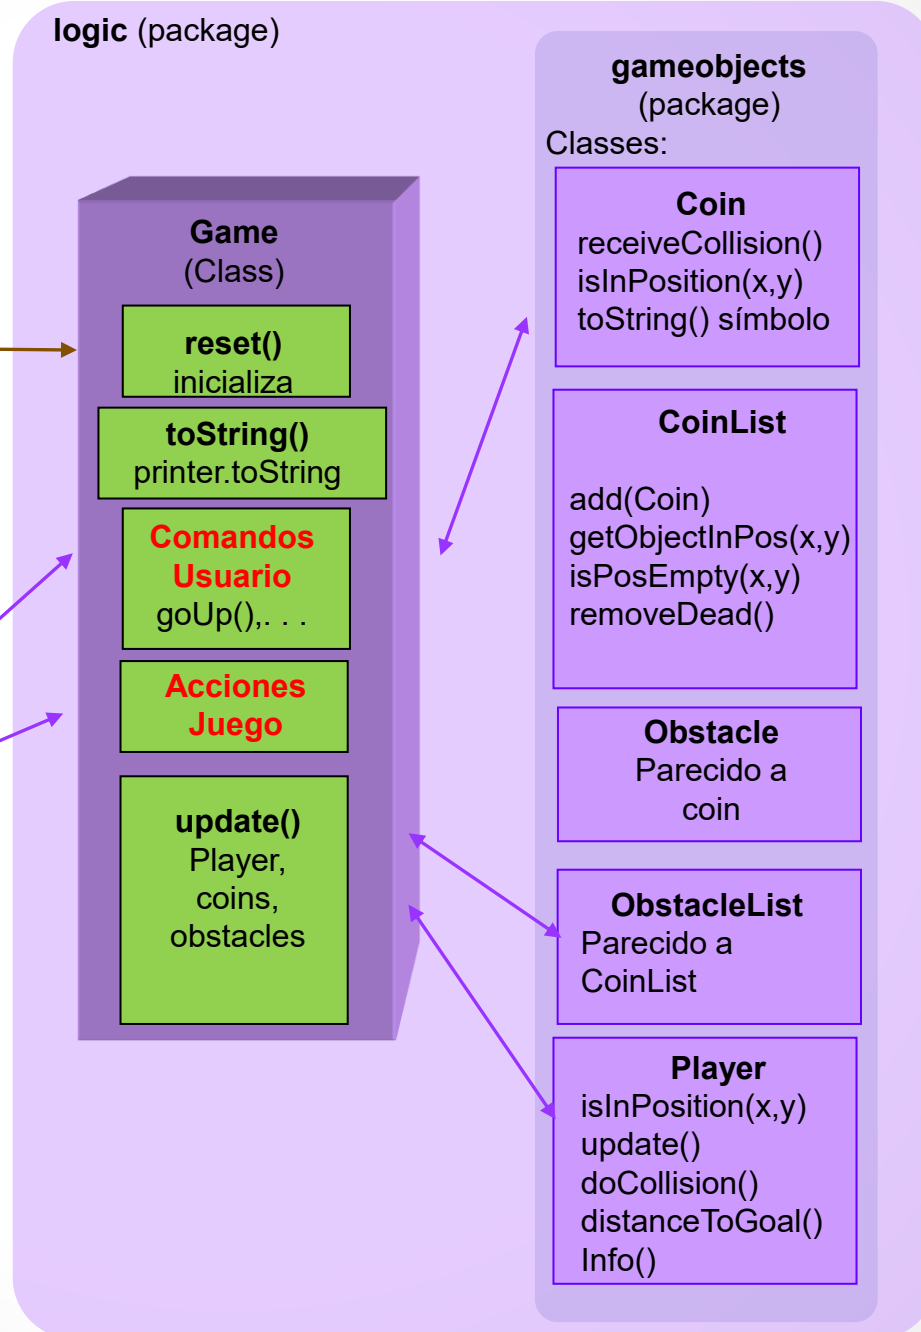 logic (package)
Game
(Class)
reset()
inicializa
toString()
printer.toString
Comandos
Usuario
goUp(),. . .
Acciones
Juego
update()
Player,
coins,
obstacles
gameobjects
(package)
Classes:
Coin
receiveCollision()
isInPosition(x,y)
toString() símbolo
CoinList
add(Coin)
getObjectInPos(x,y)
isPosEmpty(x,y)
removeDead()
Obstacle
Parecido a
coin
ObstacleList
Parecido a
CoinList
Player
isInPosition(x,y)
update()
doCollision()
distanceToGoal()
Info()